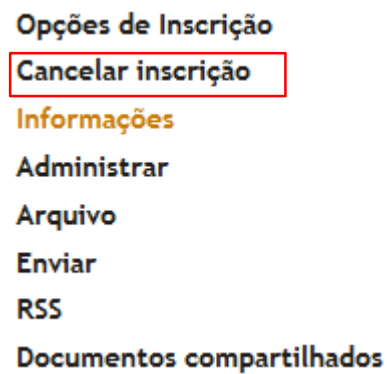 Opções de Inscrição
Cancelar inscrição
Informações
Administrar
Arquivo
Enviar
RSS
Documentos compartilhados